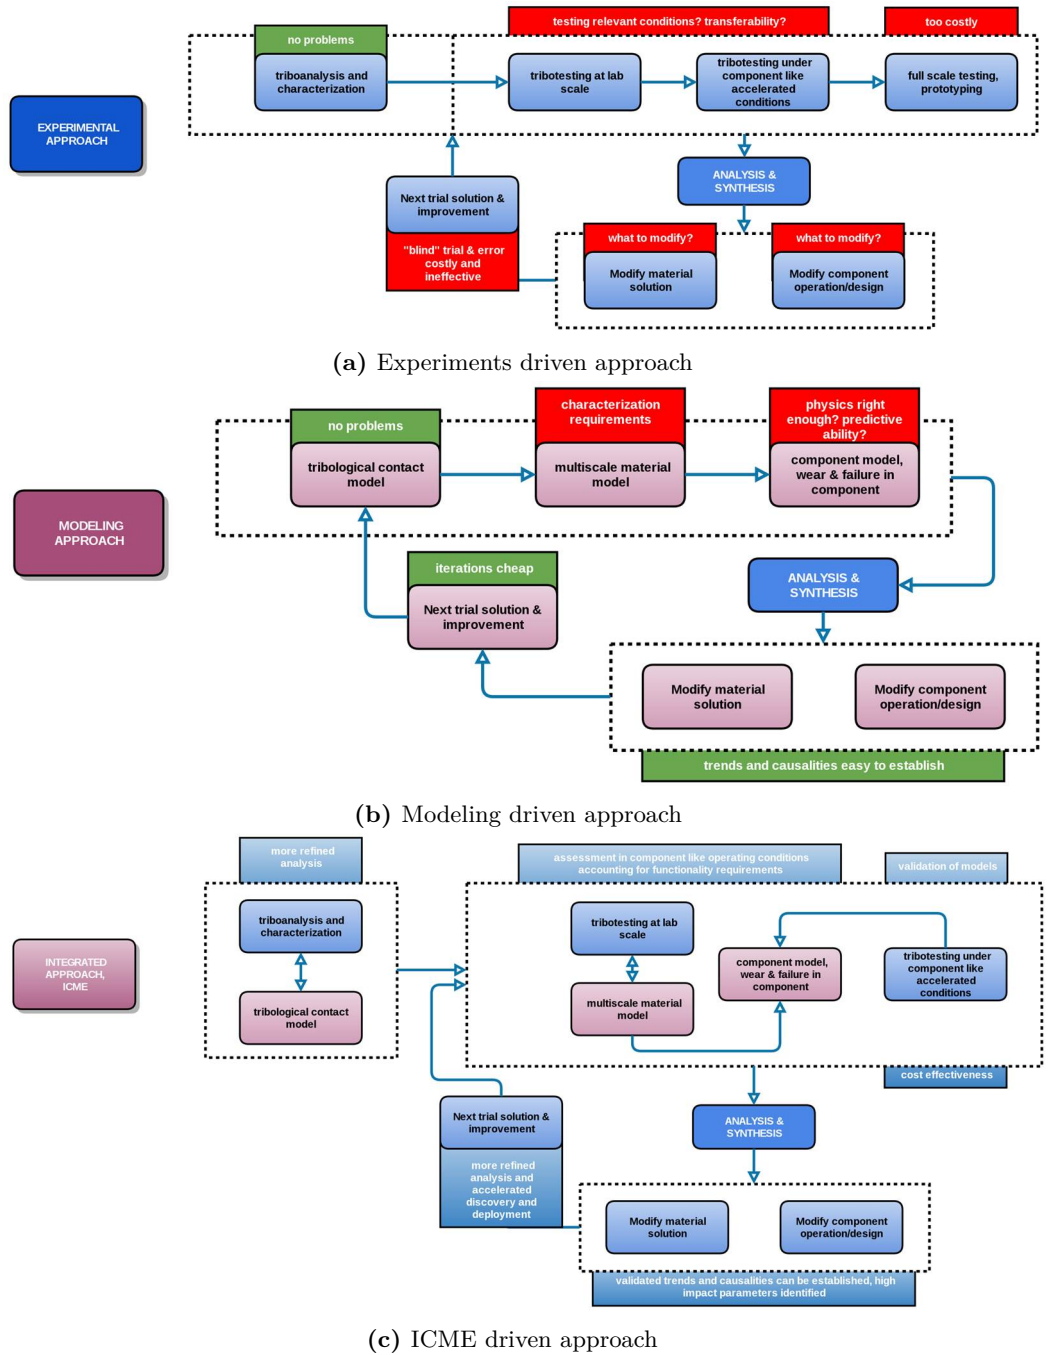 testing relevant conditions? transferability?
too costly
no problems
triboanalysis and
characterization
tribotesting at lab
scale
tribotesting under
component like
accelerated
conditions
full scale testing,
prototyping
EXPERIMENTAL
APPROACH
ANALYSIS &
SYNTHESIS
Next trial solution &
improvement
"blind" trial & error
costly and
ineffective
what to modify?
Modify material
solution
what to modify?
Modify component
operation/design
(a) Experiments driven approach
no problems
tribological contact
model
characterization
requirements
multiscale material
model
physics right
enough? predictive
ability?
component model,
wear & failure in
component
MODELING
APPROACH
iterations cheap
Next trial solution &
improvement
ANALYSIS &
SYNTHESIS
Modify material
solution
Modify component
operation/design
trends and causalities easy to establish
(b) Modeling driven approach
more refined
analysis
assessment in component like operating conditions
accounting for functionality requirements
validation of models
triboanalysis and
characterization
tribological contact
model
tribotesting at lab
scale
multiscale material
model
component model,
wear & failure in
component
tribotesting under
component like
accelerated
conditions
INTEGRATED
APPROACH,
ICME
cost effectiveness
Next trial solution &
improvement
more refined
analysis and
accelerated
discovery and
deployment
ANALYSIS &
SYNTHESIS
Modify material
solution
Modify component
operation/design
validated trends and causalities can be established, high
impact parameters identified
(c) ICME driven approach